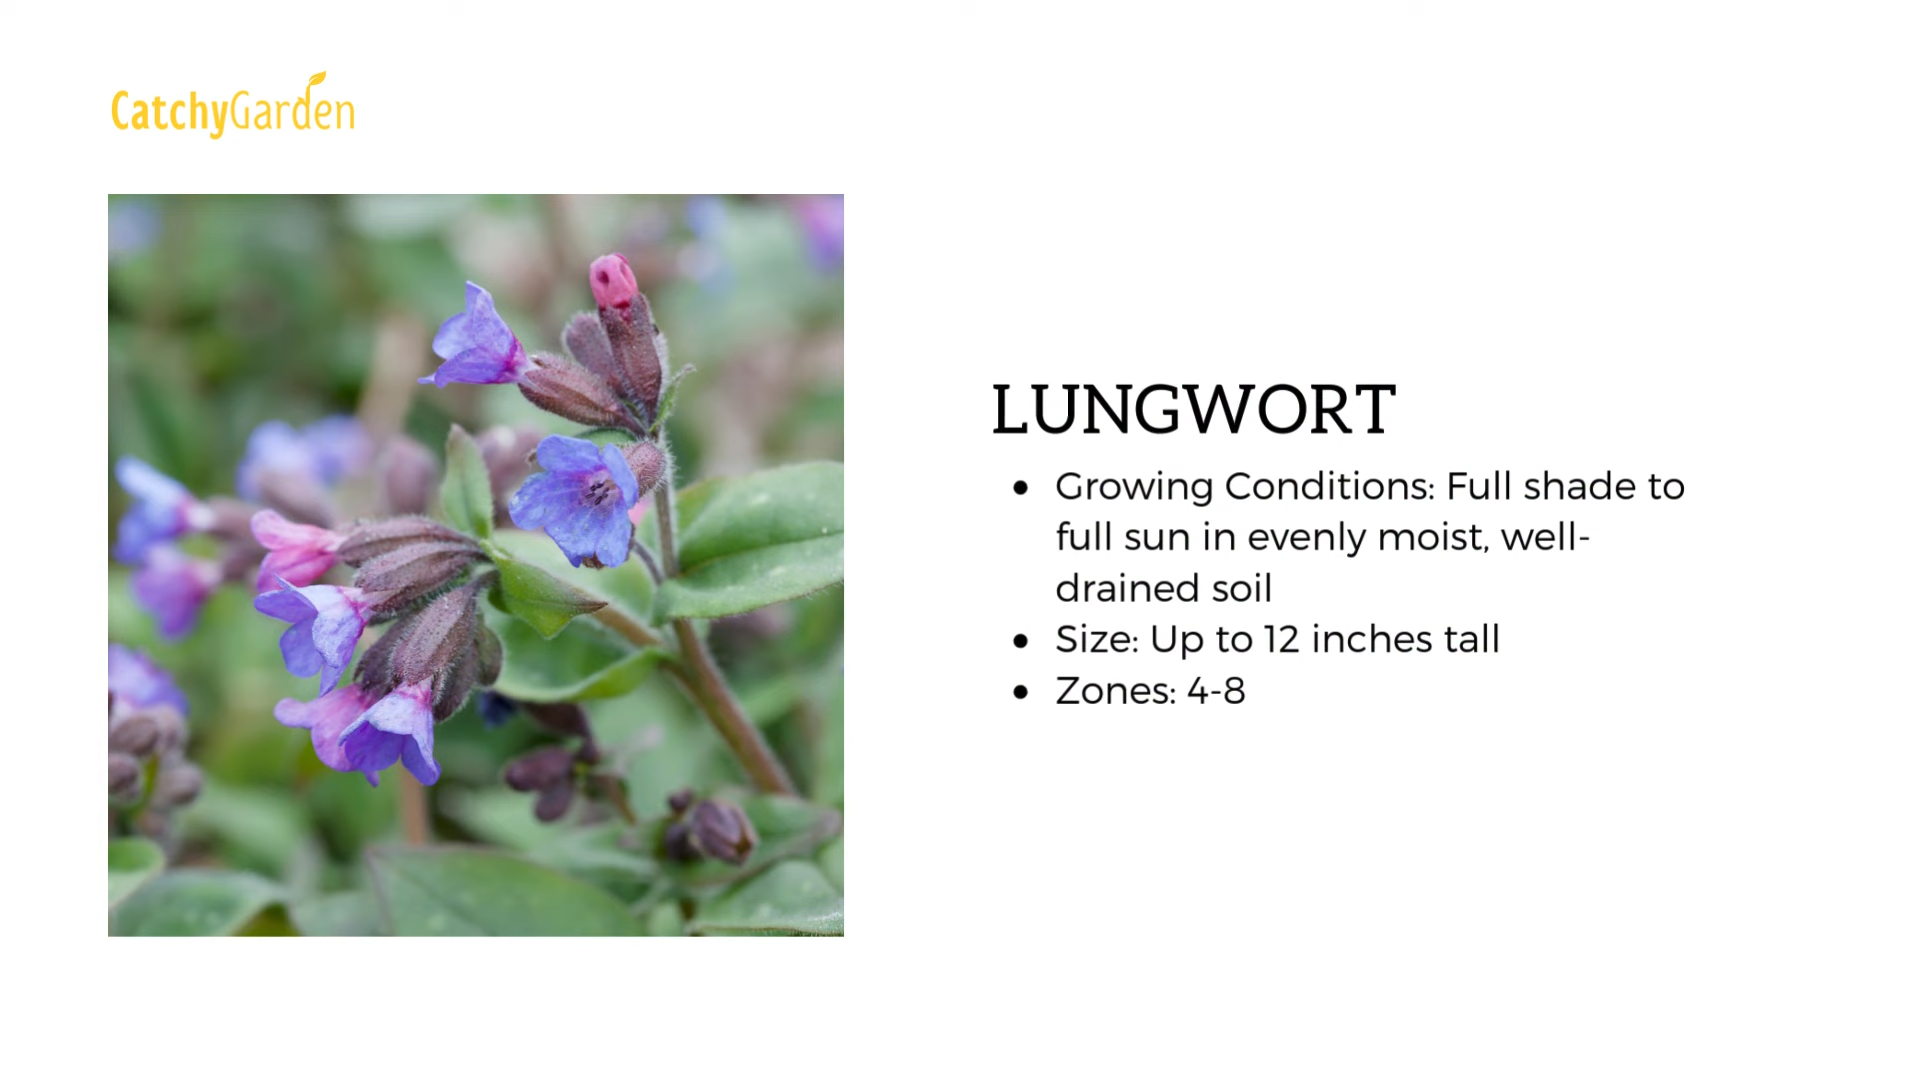 CatchyGarden
LUNGWORT
• Growing Conditions: Full shade to
full sun in evenly moist, well-
drained soil
• Size: Up to 12 inches tall
• Zones: 4-8